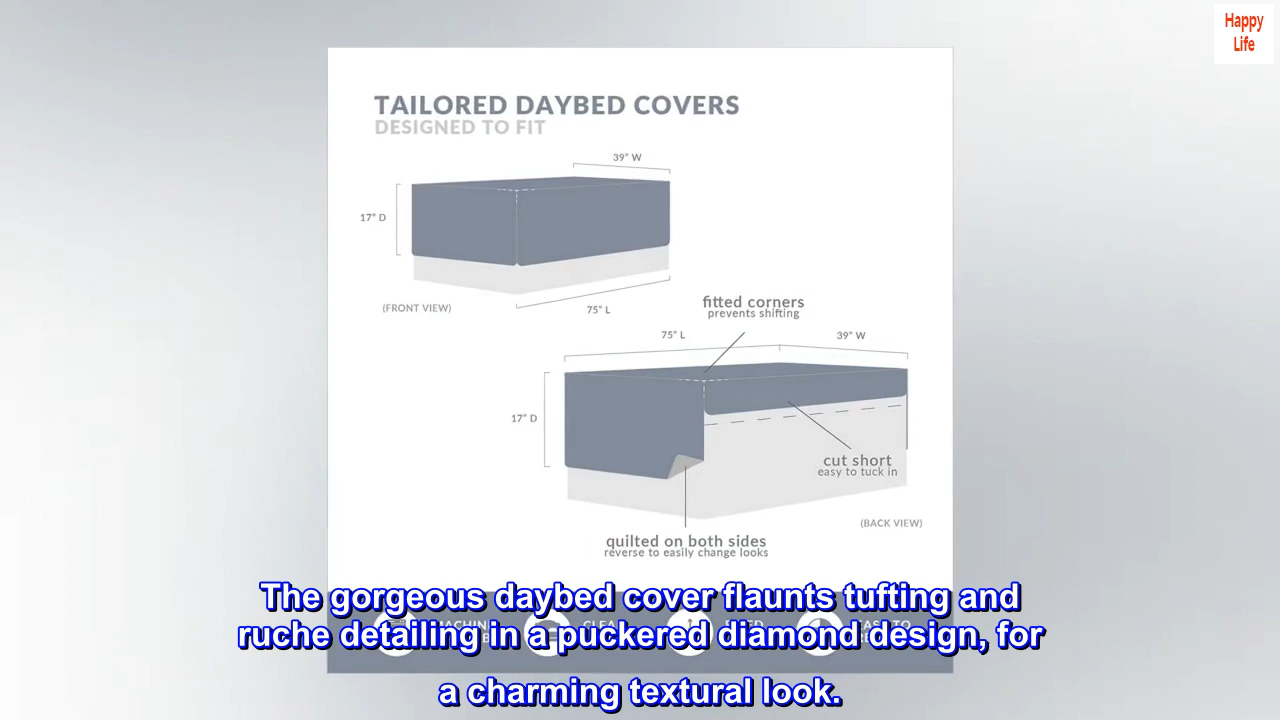 Happy
Life
TAILORED DAYBED COVERS
DESIGNED TO FIT
39" W
17" D
(FRONT VIEW)
75" L
fitted corners
prevents shifting
75" L
39" W
17" D
cut short
easy to tuck in
(BACK VIEW)
quilted on both sides
reverse to easily change looks
The gorgeous daybed cover flaunts tufting and
ruche detailing in a puckered diamond design, for
a charming textural look.